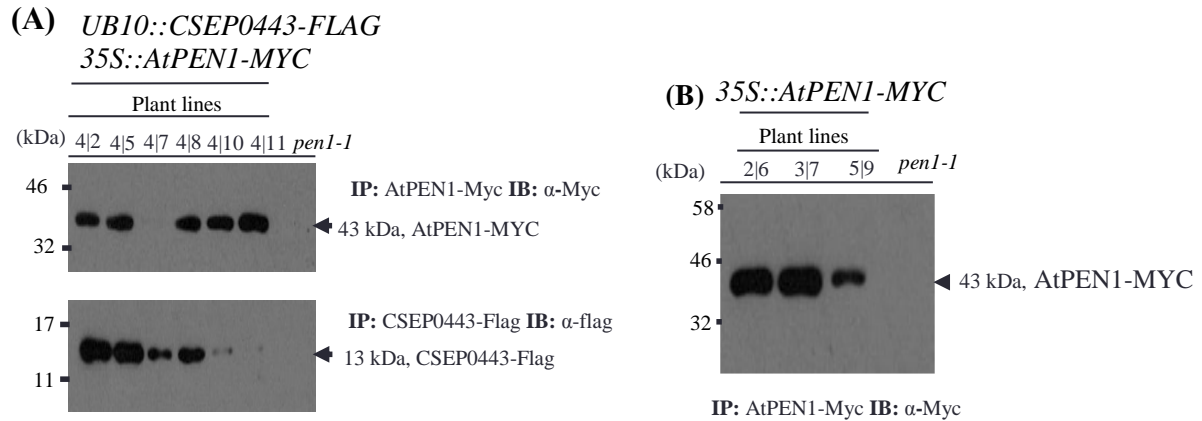 (A) UB10::CSEP0443-FLAG
35S::AtPEN1-MYC
Plant lines
(kDa) 4|2 4|5 4|7 4|8 4|10 4|11 pen1-1
46
IP: AtPEN1-Myc IB: α-Myc
43 kDa, AtPEN1-MYC
32
17
IP: CSEP0443-Flag IB: α-flag
13 kDa, CSEP0443-Flag
11
(B) 35S::AtPEN1-MYC
Plant lines
(kDa) 2|6 3|7 5|9 pen1-1
58
46
43 kDa, AtPEN1-MYC
32
IP: AtPEN1-Myc IB: α-Myc